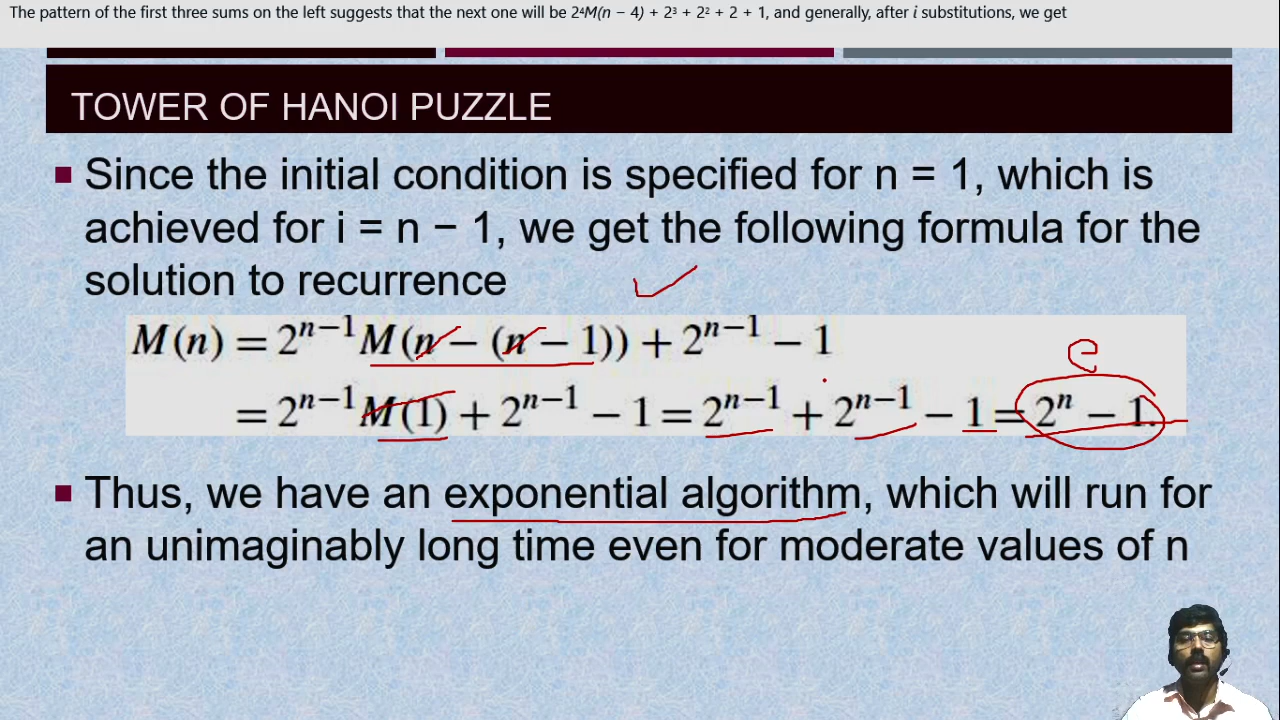 The pattern of the first three sums on the left suggests that the next one will be 2⁴M(n − 4) + 2³ + 2² + 2 + 1, and generally, after i substitutions, we get
TOWER OF HANOI PUZZLE
▪ Since the initial condition is specified for n = 1, which is
achieved for i = n − 1, we get the following formula for the
solution to recurrence
M(n) = 2ⁿ⁻¹M(n − (n − 1)) + 2ⁿ⁻¹ − 1
= 2ⁿ⁻¹M(1) + 2ⁿ⁻¹ − 1 = 2ⁿ⁻¹ + 2ⁿ⁻¹ − 1 = 2ⁿ − 1.
▪ Thus, we have an exponential algorithm, which will run for
an unimaginably long time even for moderate values of n